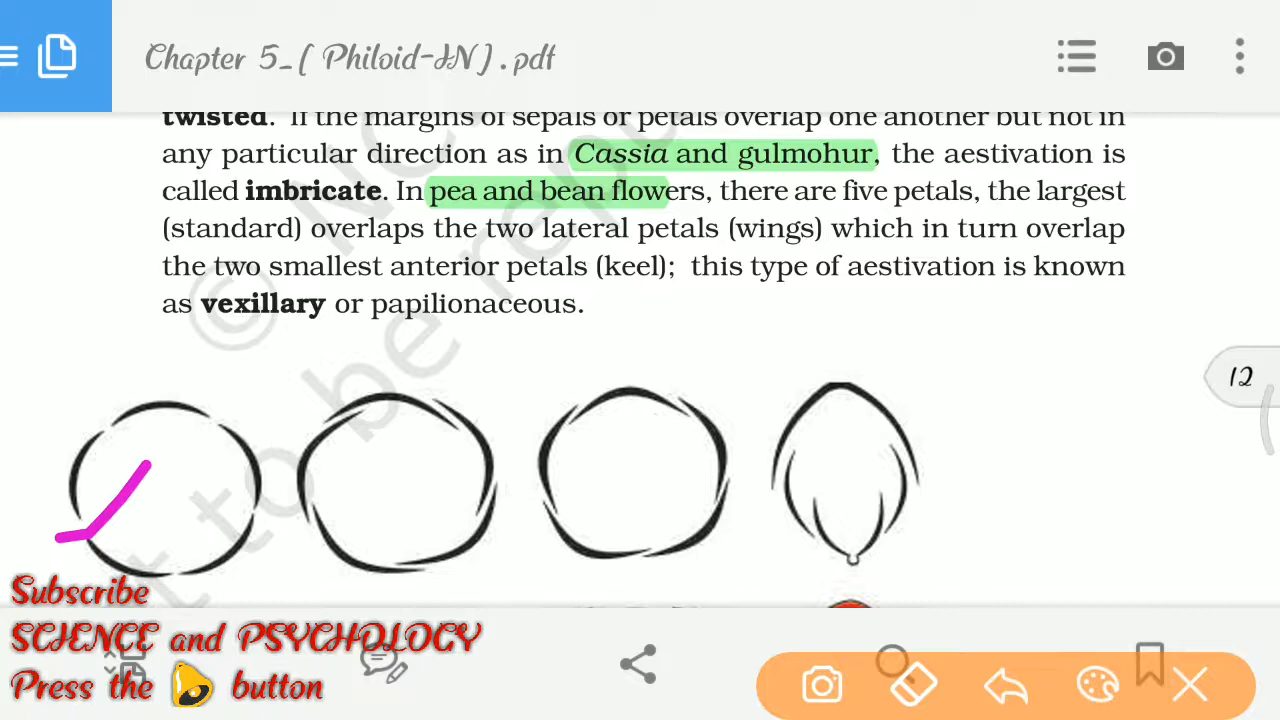 Chapter 5_( Philoid-IN).pdf
twisted. If the margins of sepals or petals overlap one another but not in
any particular direction as in Cassia and gulmohur, the aestivation is
called imbricate. In pea and bean flowers, there are five petals, the largest
(standard) overlaps the two lateral petals (wings) which in turn overlap
the two smallest anterior petals (keel); this type of aestivation is known
as vexillary or papilionaceous.
12
Subscribe
SCIENCE and PSYCHOLOGY
Press the button